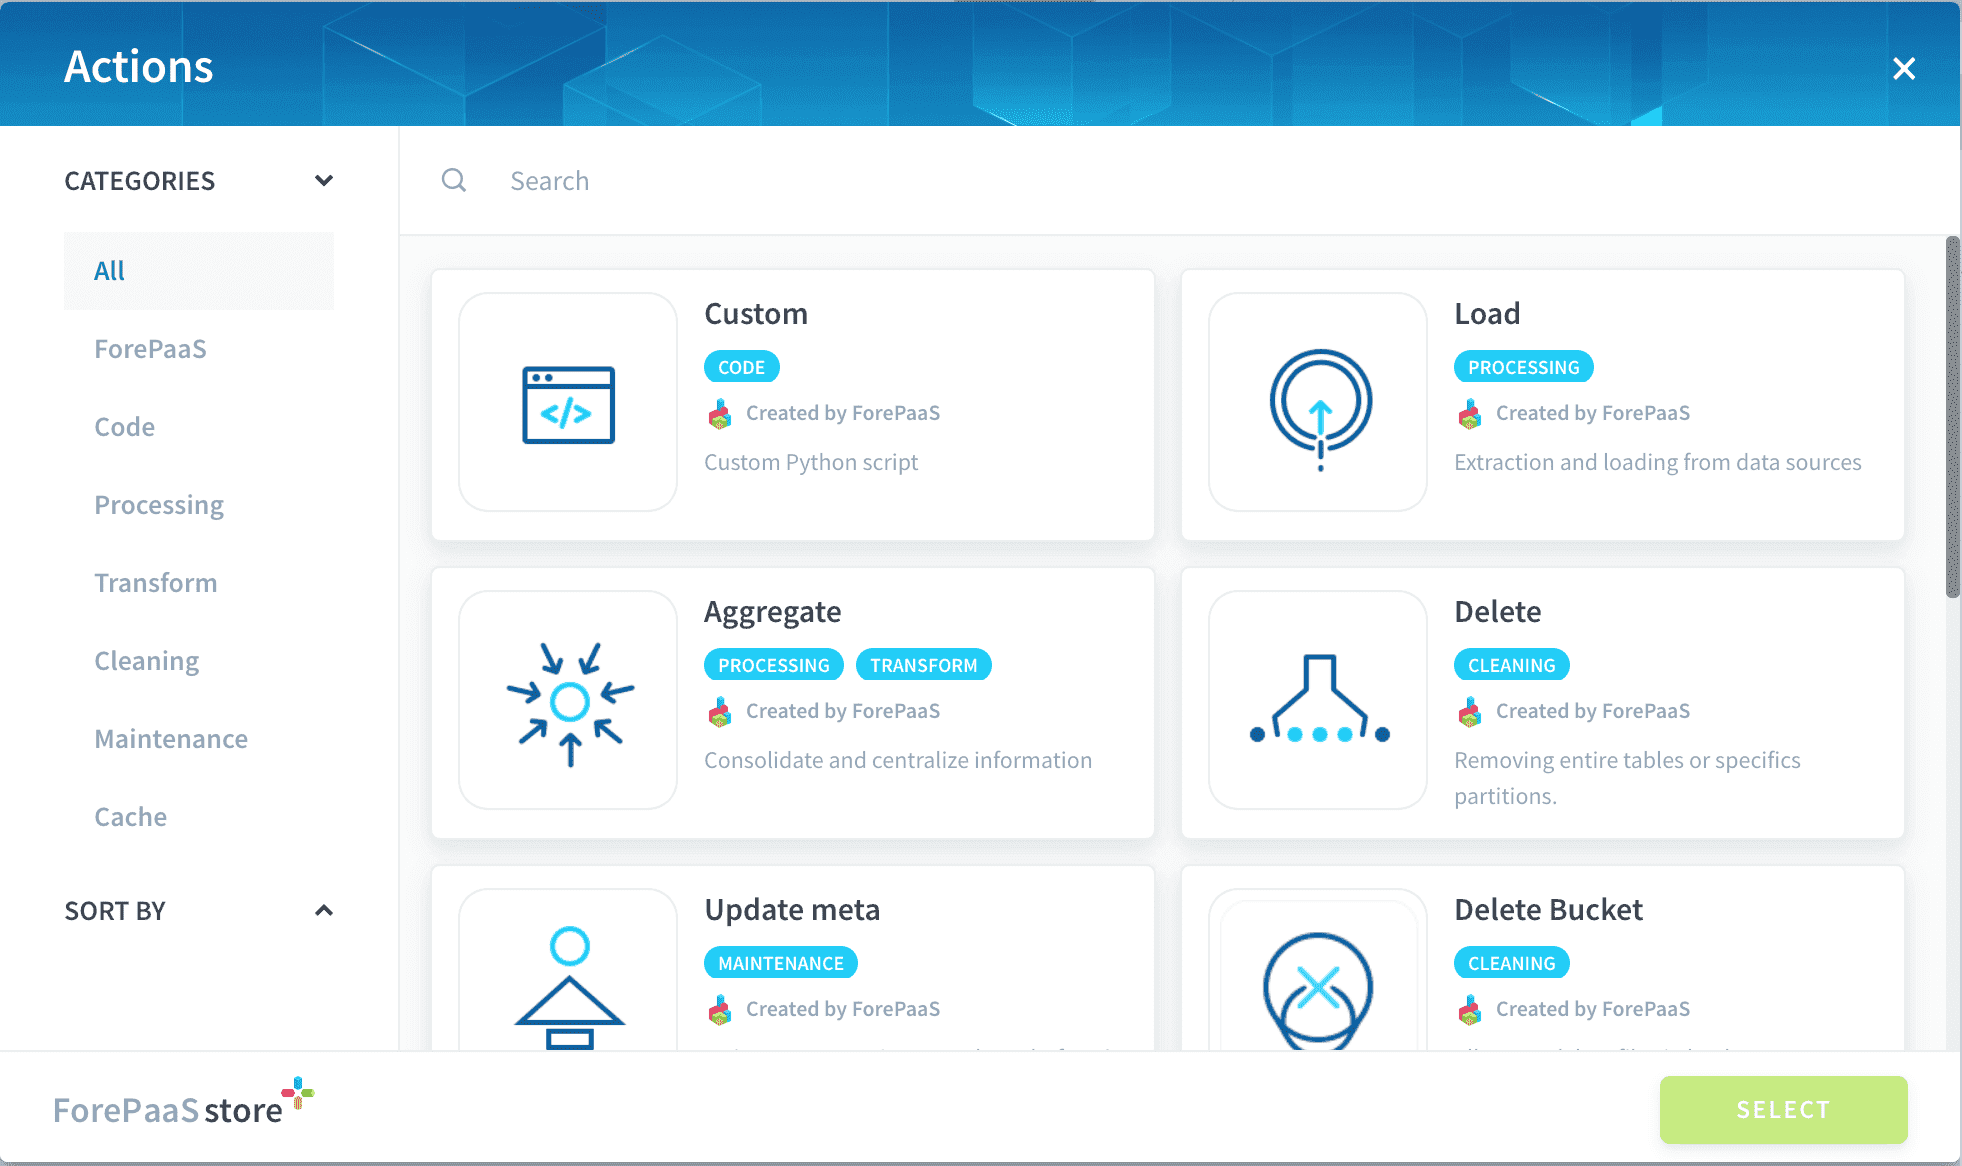 Actions
CATEGORIES
All
ForePaaS
Code
Processing
Transform
Cleaning
Maintenance
Cache
SORT BY
Search
Custom
CODE
Created by ForePaaS
Custom Python script
Load
PROCESSING
Created by ForePaaS
Extraction and loading from data sources
Aggregate
PROCESSING TRANSFORM
Created by ForePaaS
Consolidate and centralize information
Delete
CLEANING
Created by ForePaaS
Removing entire tables or specifics
partitions.
Update meta
MAINTENANCE
Created by ForePaaS
Delete Bucket
CLEANING
Created by ForePaaS
ForePaaS store
SELECT